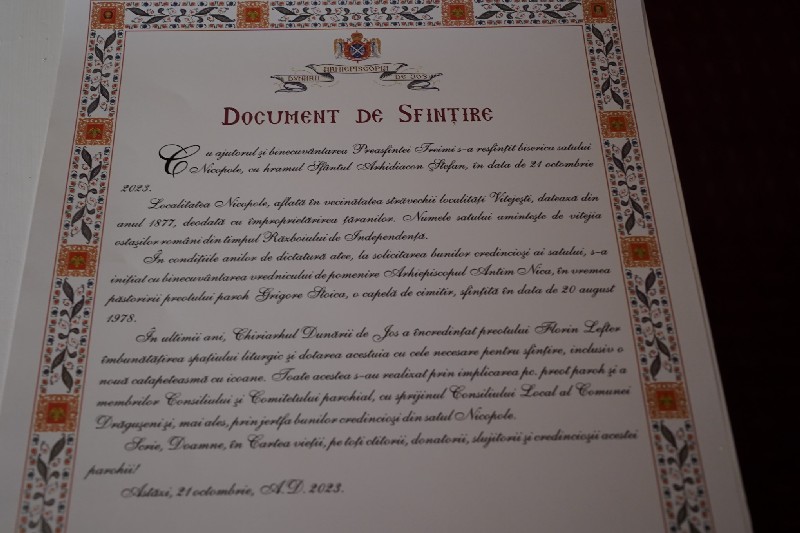 ARHIEPISCOPIA
DUNĂRII DE JOS
DOCUMENT DE SFINȚIRE
Cu ajutorul și binecuvântarea Preasfintei Treimi s-a resfințit biserica satului
Nicopole, cu hramul Sfântul Arhidiacon Ștefan, în data de 21 octombrie
2023.
Localitatea Nicopole, aflată în vecinătatea străvechii localități Vitejești, datează din
anul 1877, deodată cu împroprietărirea țăranilor. Numele satului amintește de vitejia
ostașilor români din timpul Războiului de Independență.
În condițiile anilor de dictatură atee, la solicitarea bunilor credincioși ai satului, s-a
inițiat cu binecuvântarea vrednicului de pomenire Arhiepiscopul Antim Nica, în vremea
păstoririi preotului paroh Grigore Stoica, o capelă de cimitir, sfințită în data de 20 august
1978.
În ultimii ani, Chiriarhul Dunării de Jos a încredințat preotului Florin Lefter
îmbunătățirea spațiului liturgic și dotarea acestuia cu cele necesare pentru sfințire, inclusiv o
nouă catapeteasmă cu icoane. Toate acestea s-au realizat prin implicarea pc. preot paroh și a
membrilor Consiliului și Comitetului parohial, cu sprijinul Consiliului Local al Comunei
Drăgușeni și, mai ales, prin jertfa bunilor credincioși din satul Nicopole.
Scrie, Doamne, în Cartea vieții, pe toți ctitorii, donatorii, slujitorii și credincioșii acestei
parohii!
Astăzi, 21 octombrie, A.D. 2023.